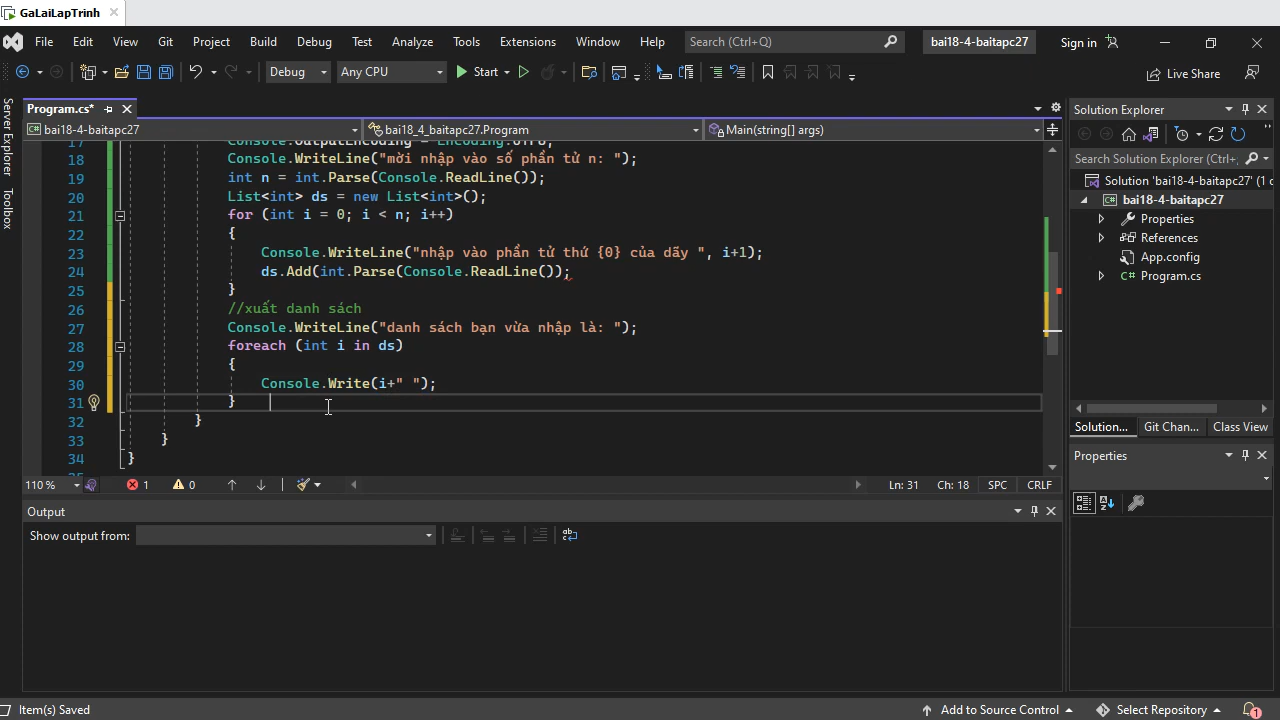 GaLaiLapTrinh
File Edit View Git Project Build Debug Test Analyze Tools Extensions Window Help Search (Ctrl+Q) bai18-4-baitapc27 Sign in
Debug Any CPU Start Live Share
Server Explorer
Toolbox
Program.cs*
bai18-4-baitapc27 bai18_4_baitapc27.Program Main(string[] args)
17 Console.OutputEncoding = Encoding.UTF8;
18 Console.WriteLine("mời nhập vào số phần tử n: ");
19 int n = int.Parse(Console.ReadLine());
20 List<int> ds = new List<int>();
21 for (int i = 0; i < n; i++)
22 {
23 Console.WriteLine("nhập vào phần tử thứ {0} của dãy ", i+1);
24 ds.Add(int.Parse(Console.ReadLine());
25 }
26 //xuất danh sách
27 Console.WriteLine("danh sách bạn vừa nhập là: ");
28 foreach (int i in ds)
29 {
30 Console.Write(i+" ");
31 }
32 }
33 }
34 }
110 % 1 0 Ln: 31 Ch: 18 SPC CRLF
Output
Show output from:
Solution Explorer
Search Solution Explorer (Ctrl+;
Solution 'bai18-4-baitapc27' (1 c
bai18-4-baitapc27
Properties
References
App.config
Program.cs
Solution... Git Chan... Class View
Properties
Item(s) Saved Add to Source Control Select Repository 1